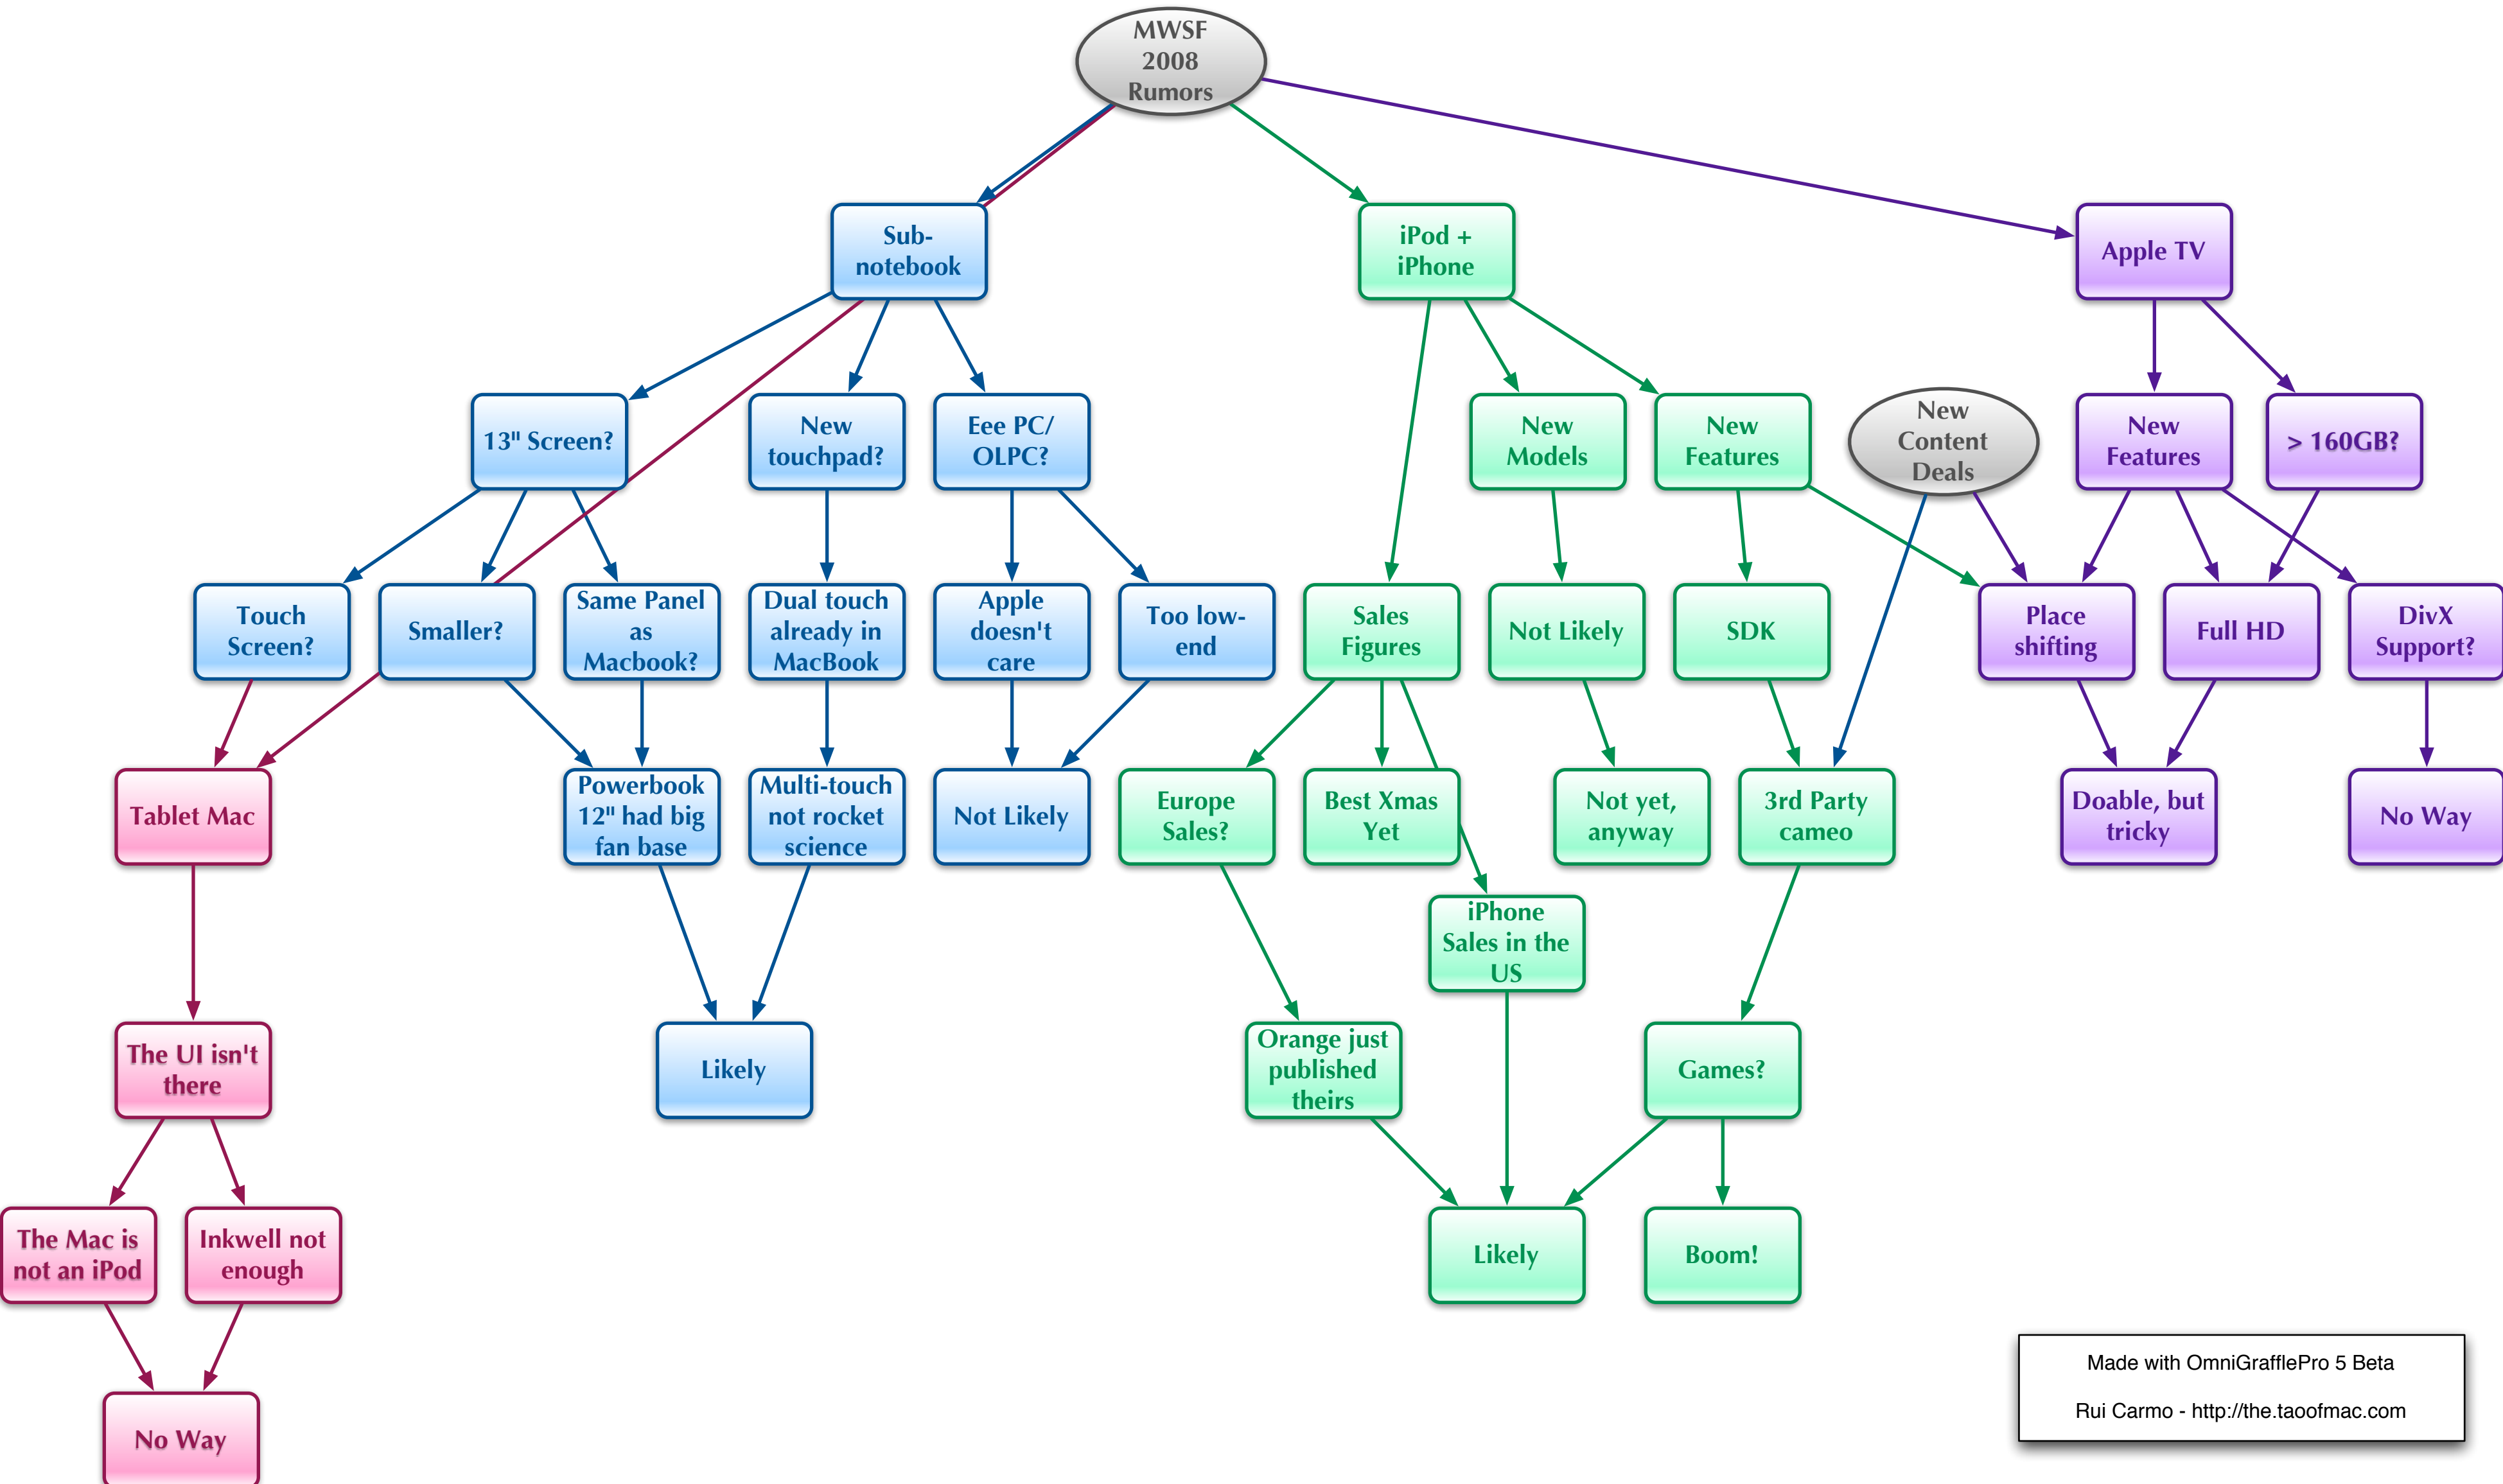 MWSF
2008
Rumors
Sub-
notebook
iPod +
iPhone
Apple TV
13" Screen?
New
touchpad?
Eee PC/
OLPC?
New
Models
New
Features
New
Content
Deals
New
Features
> 160GB?
Touch
Screen?
Smaller?
Same Panel
as
Macbook?
Dual touch
already in
MacBook
Apple
doesn't
care
Too low-
end
Sales
Figures
Not Likely
SDK
Place
shifting
Full HD
DivX
Support?
Tablet Mac
Powerbook
12" had big
fan base
Multi-touch
not rocket
science
Not Likely
Europe
Sales?
Best Xmas
Yet
Not yet,
anyway
3rd Party
cameo
Doable, but
tricky
No Way
iPhone
Sales in the
US
The UI isn't
there
Likely
Orange just
published
theirs
Games?
The Mac is
not an iPod
Inkwell not
enough
Likely
Boom!
No Way
Made with OmniGrafflePro 5 Beta
Rui Carmo - http://the.taoofmac.com